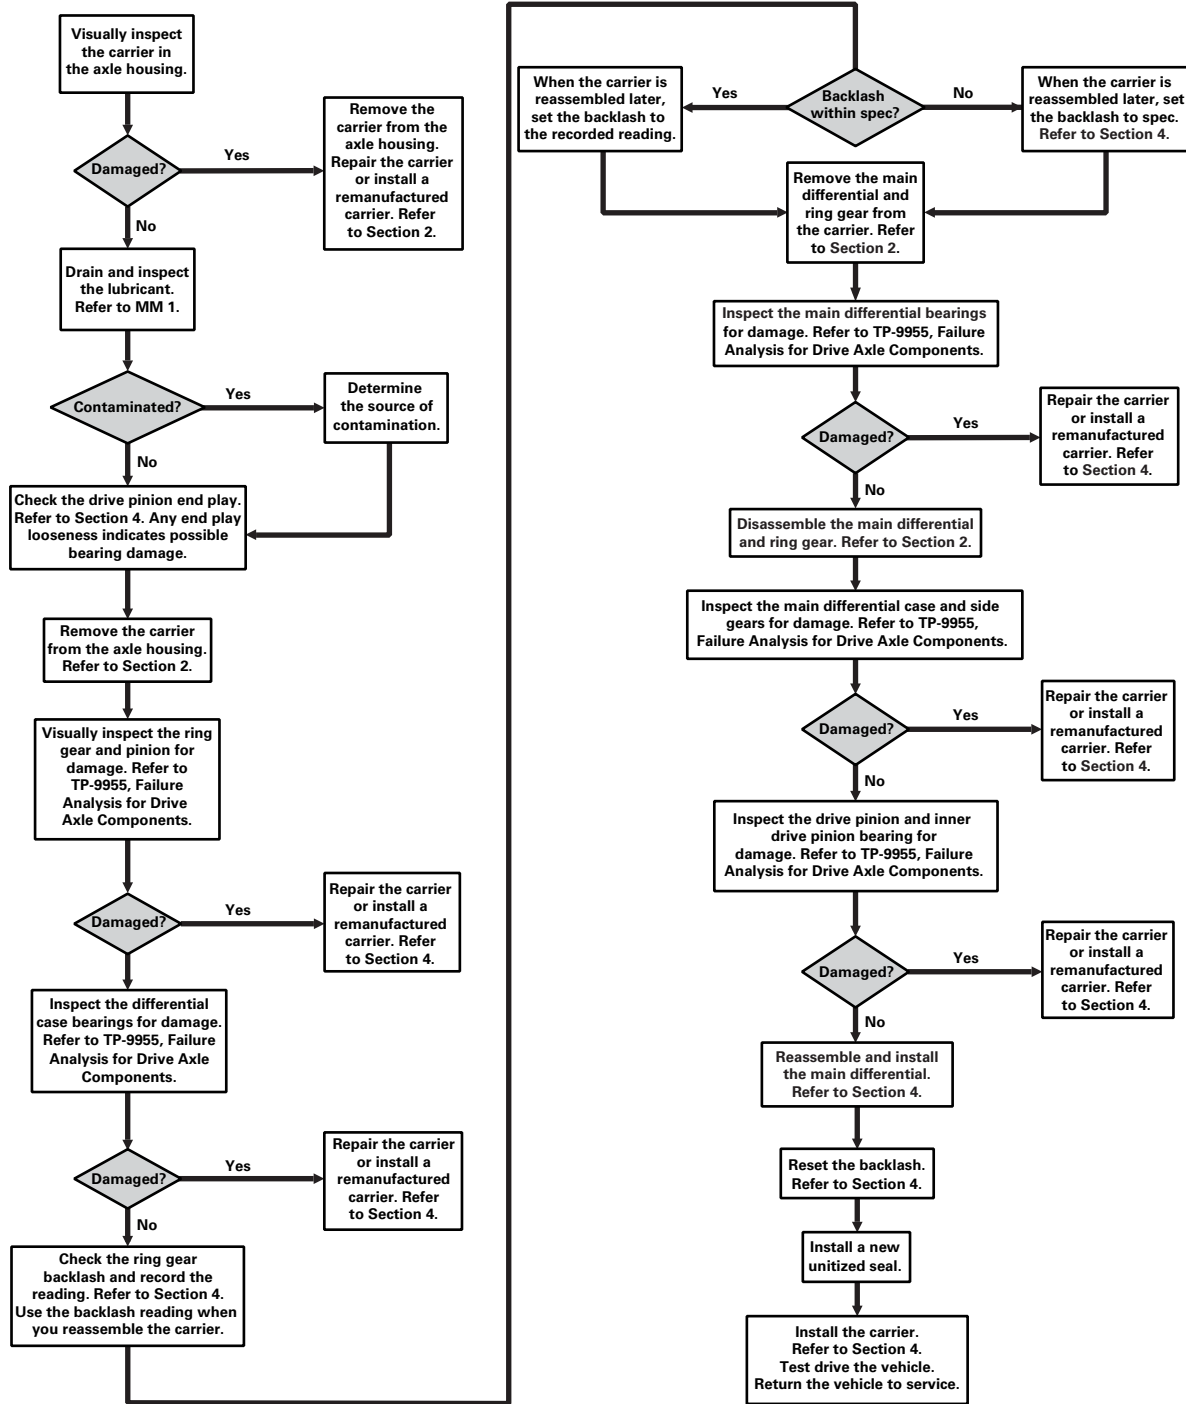 Visually inspect
the carrier in
the axle housing.
Damaged?
Yes
Remove the
carrier from the
axle housing.
Repair the carrier
or install a
remanufactured
carrier. Refer
to Section 2.
No
Drain and inspect
the lubricant.
Refer to MM 1.
Contaminated?
Yes
Determine
the source of
contamination.
No
Check the drive pinion end play.
Refer to Section 4. Any end play
looseness indicates possible
bearing damage.
Remove the carrier
from the axle housing.
Refer to Section 2.
Visually inspect the ring
gear and pinion for
damage. Refer to
TP-9955, Failure
Analysis for Drive
Axle Components.
Damaged?
Yes
Repair the carrier
or install a
remanufactured
carrier. Refer
to Section 4.
No
Inspect the differential
case bearings for damage.
Refer to TP-9955, Failure
Analysis for Drive Axle
Components.
Damaged?
Yes
Repair the carrier
or install a
remanufactured
carrier. Refer
to Section 4.
No
Check the ring gear
backlash and record the
reading. Refer to Section 4.
Use the backlash reading when
you reassemble the carrier.
Backlash
within spec?
Yes
When the carrier is
reassembled later,
set the backlash to
the recorded reading.
No
When the carrier is
reassembled later, set
the backlash to spec.
Refer to Section 4.
Remove the main
differential and
ring gear from
the carrier. Refer
to Section 2.
Inspect the main differential bearings
for damage. Refer to TP-9955, Failure
Analysis for Drive Axle Components.
Damaged?
Yes
Repair the carrier
or install a
remanufactured
carrier. Refer
to Section 4.
No
Disassemble the main differential
and ring gear. Refer to Section 2.
Inspect the main differential case and side
gears for damage. Refer to TP-9955,
Failure Analysis for Drive Axle Components.
Damaged?
Yes
Repair the carrier
or install a
remanufactured
carrier. Refer
to Section 4.
No
Inspect the drive pinion and inner
drive pinion bearing for
damage. Refer to TP-9955, Failure
Analysis for Drive Axle Components.
Damaged?
Yes
Repair the carrier
or install a
remanufactured
carrier. Refer
to Section 4.
No
Reassemble and install
the main differential.
Refer to Section 4.
Reset the backlash.
Refer to Section 4.
Install a new
unitized seal.
Install the carrier.
Refer to Section 4.
Test drive the vehicle.
Return the vehicle to service.